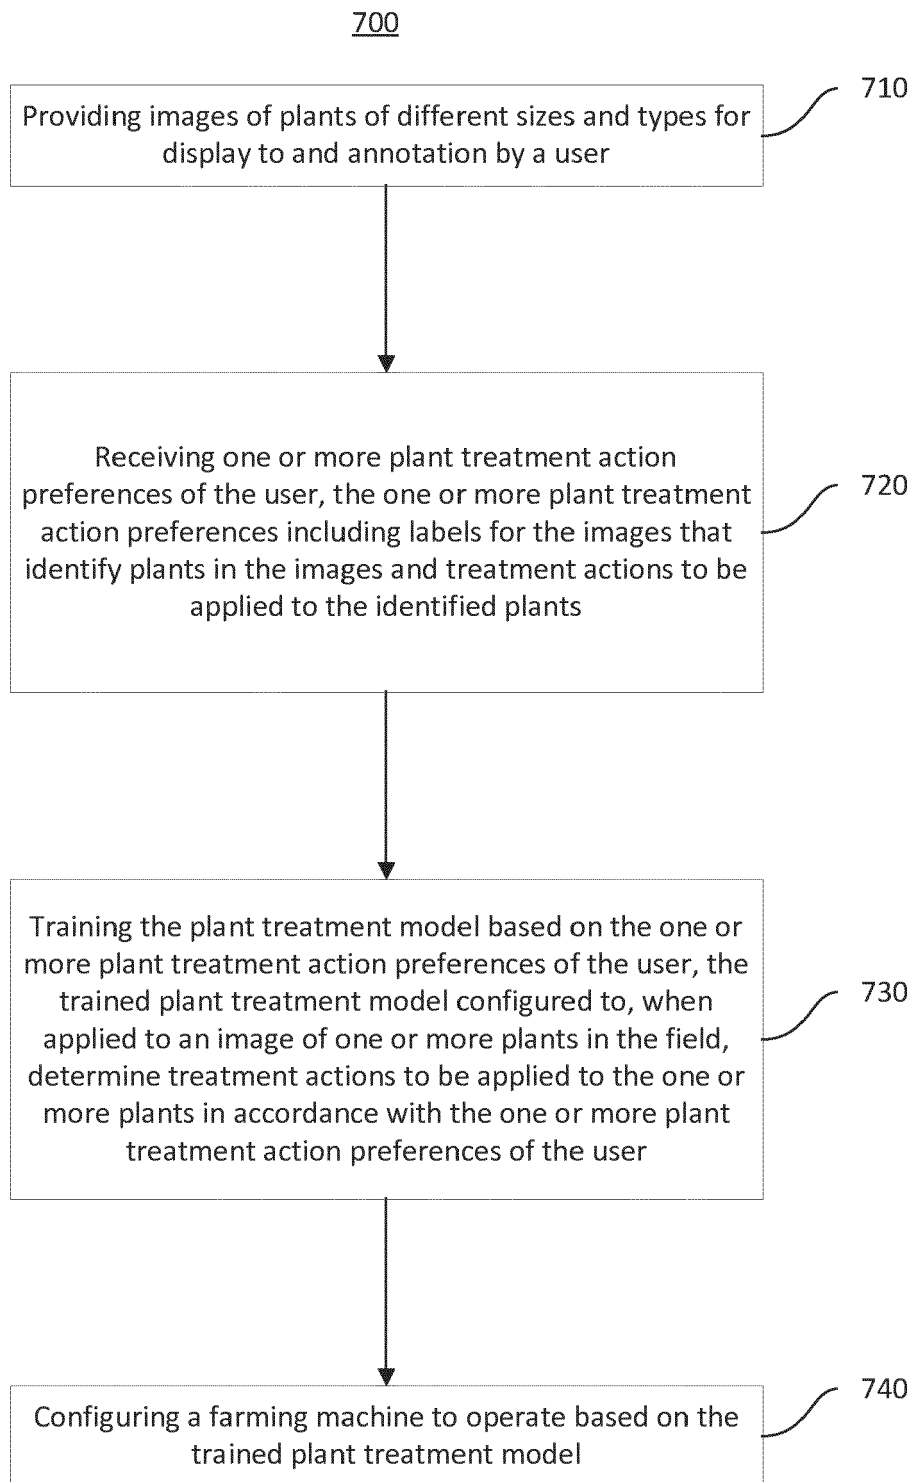 700
710
Providing images of plants of different sizes and types for
display to and annotation by a user
Receiving one or more plant treatment action
preferences of the user, the one or more plant treatment
action preferences including labels for the images that
identify plants in the images and treatment actions to be
applied to the identified plants
720
Training the plant treatment model based on the one or
more plant treatment action preferences of the user, the
trained plant treatment model configured to, when
applied to an image of one or more plants in the field,
determine treatment actions to be applied to the one or
more plants in accordance with the one or more plant
treatment action preferences of the user
730
740
Configuring a farming machine to operate based on the
trained plant treatment model